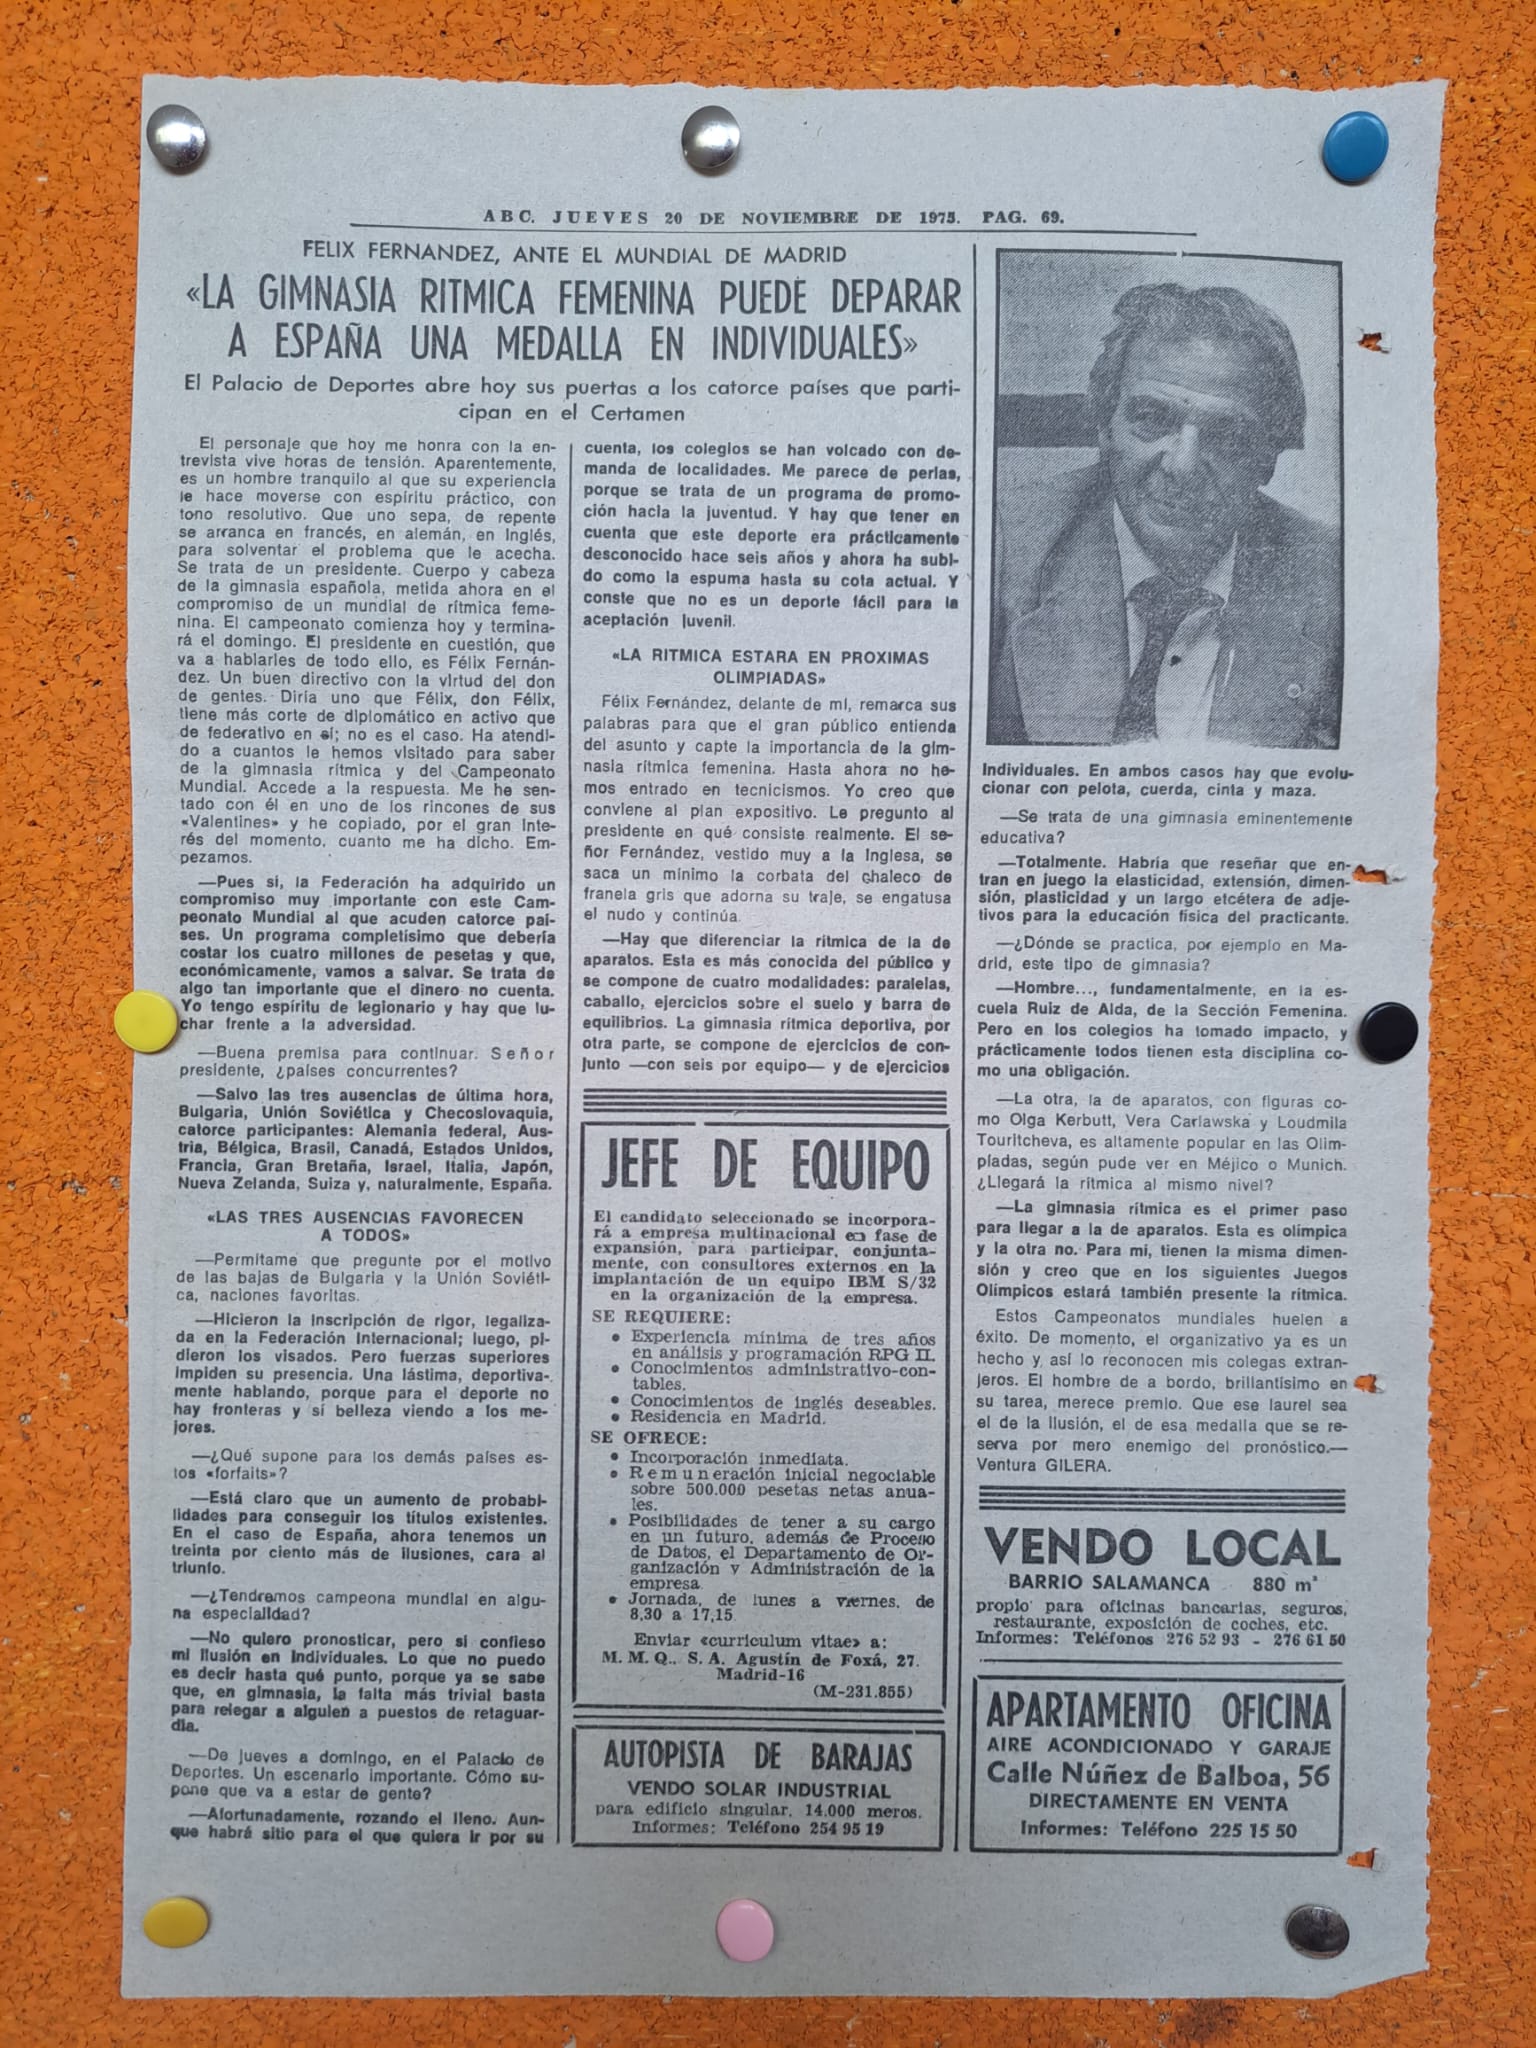 ABC. JUEVES 20 DE NOVIEMBRE DE 1975. PAG. 69.
FELIX FERNANDEZ, ANTE EL MUNDIAL DE MADRID
«LA GIMNASIA RITMICA FEMENINA PUEDE DEPARAR
A ESPAÑA UNA MEDALLA EN INDIVIDUALES»
El Palacio de Deportes abre hoy sus puertas a los catorce países que parti-
cipan en el Certamen
El personaje que hoy me honra con la en-
trevista vive horas de tensión. Aparentemente,
es un hombre tranquilo al que su experiencia
le hace moverse con espíritu práctico, con
tono resolutivo. Que uno sepa, de repente
se arranca en francés, en alemán, en Inglés,
para solventar el problema que le acecha.
Se trata de un presidente. Cuerpo y cabeza
de la gimnasia española, metida ahora en el
compromiso de un mundial de rítmica feme-
nina. El campeonato comienza hoy y termina-
rá el domingo. El presidente en cuestión, que
va a hablarles de todo ello, es Félix Fernán-
dez. Un buen directivo con la virtud del don
de gentes. Diría uno que Félix, don Félix,
tiene más corte de diplomático en activo que
de federativo en sí; no es el caso. Ha atendi-
do a cuantos le hemos visitado para saber
de la gimnasia rítmica y del Campeonato
Mundial. Accede a la respuesta. Me he sen-
tado con él en uno de los rincones de sus
«Valentines» y he copiado, por el gran Inte-
rés del momento, cuanto me ha dicho. Em-
pezamos.
—Pues sí, la Federación ha adquirido un
compromiso muy importante con este Cam-
peonato Mundial al que acuden catorce paí-
ses. Un programa completísimo que debería
costar los cuatro millones de pesetas y que,
económicamente, vamos a salvar. Se trata de
algo tan importante que el dinero no cuenta.
Yo tengo espíritu de legionario y hay que lu-
char frente a la adversidad.
—Buena premisa para continuar. Señor
presidente, ¿países concurrentes?
—Salvo las tres ausencias de última hora,
Bulgaria, Unión Soviética y Checoslovaquia,
catorce participantes: Alemania federal, Aus-
tria, Bélgica, Brasil, Canadá, Estados Unidos,
Francia, Gran Bretaña, Israel, Italia, Japón,
Nueva Zelanda, Suiza y, naturalmente, España.
«LAS TRES AUSENCIAS FAVORECEN
A TODOS»
—Permítame que pregunte por el motivo
de las bajas de Bulgaria y la Unión Soviéti-
ca, naciones favoritas.
—Hicieron la inscripción de rigor, legaliza-
da en la Federación Internacional; luego, pi-
dieron los visados. Pero fuerzas superiores
impiden su presencia. Una lástima, deportiva-
mente hablando, porque para el deporte no
hay fronteras y sí belleza viendo a los me-
jores.
—¿Qué supone para los demás países es-
tos «forfaits»?
—Está claro que un aumento de probabi-
lidades para conseguir los títulos existentes.
En el caso de España, ahora tenemos un
treinta por ciento más de ilusiones, cara al
triunfo.
—¿Tendremos campeona mundial en algu-
na especialidad?
—No quiero pronosticar, pero si confieso
mi ilusión en Individuales. Lo que no puedo
es decir hasta qué punto, porque ya se sabe
que, en gimnasia, la falta más trivial basta
para relegar a alguien a puestos de retaguar-
dia.
—De jueves a domingo, en el Palacio de
Deportes. Un escenario importante. Cómo su-
pone que va a estar de gente?
—Afortunadamente, rozando el lleno. Aun-
que habrá sitio para el que quiera ir por su
cuenta, los colegios se han volcado con de-
manda de localidades. Me parece de perlas,
porque se trata de un programa de promo-
ción hacia la juventud. Y hay que tener en
cuenta que este deporte era prácticamente
desconocido hace seis años y ahora ha subi-
do como la espuma hasta su cota actual. Y
conste que no es un deporte fácil para la
aceptación juvenil.
«LA RITMICA ESTARA EN PROXIMAS
OLIMPIADAS»
Félix Fernández, delante de mí, remarca sus
palabras para que el gran público entienda
del asunto y capte la importancia de la gim-
nasia rítmica femenina. Hasta ahora no he-
mos entrado en tecnicismos. Yo creo que
conviene al plan expositivo. Le pregunto al
presidente en qué consiste realmente. El se-
ñor Fernández, vestido muy a la Inglesa, se
saca un mínimo la corbata del chaleco de
franela gris que adorna su traje, se engatusa
el nudo y continúa.
—Hay que diferenciar la rítmica de la de
aparatos. Esta es más conocida del público y
se compone de cuatro modalidades: paralelas,
caballo, ejercicios sobre el suelo y barra de
equilibrios. La gimnasia rítmica deportiva, por
otra parte, se compone de ejercicios de con-
junto —con seis por equipo— y de ejercicios
JEFE DE EQUIPO
El candidato seleccionado se incorpora-
rá a empresa multinacional en fase de
expansión, para participar, conjunta-
mente, con consultores externos en la
implantación de un equipo IBM S/32
en la organización de la empresa.
SE REQUIERE:
● Experiencia mínima de tres años
en análisis y programación RPG II.
● Conocimientos administrativo-con-
tables.
● Conocimientos de inglés deseables.
● Residencia en Madrid.
SE OFRECE:
● Incorporación inmediata.
● Remuneración inicial negociable
sobre 500.000 pesetas netas anua-
les.
● Posibilidades de tener a su cargo
en un futuro, además de Proceso
de Datos, el Departamento de Or-
ganización y Administración de la
empresa.
● Jornada, de lunes a viernes, de
8,30 a 17,15.
Enviar «curriculum vitae» a:
M. M. Q., S. A. Agustín de Foxá, 27.
Madrid-16
(M-231.855)
AUTOPISTA DE BARAJAS
VENDO SOLAR INDUSTRIAL
para edificio singular. 14.000 meros.
Informes: Teléfono 254 95 19
Individuales. En ambos casos hay que evolu-
cionar con pelota, cuerda, cinta y maza.
—Se trata de una gimnasia eminentemente
educativa?
—Totalmente. Habría que reseñar que en-
tran en juego la elasticidad, extensión, dimen-
sión, plasticidad y un largo etcétera de adje-
tivos para la educación física del practicante.
—¿Dónde se practica, por ejemplo en Ma-
drid, este tipo de gimnasia?
—Hombre..., fundamentalmente, en la es-
cuela Ruiz de Alda, de la Sección Femenina.
Pero en los colegios ha tomado impacto, y
prácticamente todos tienen esta disciplina co-
mo una obligación.
—La otra, la de aparatos, con figuras co-
mo Olga Kerbutt, Vera Carlawska y Loudmila
Touritcheva, es altamente popular en las Olim-
piadas, según pude ver en Méjico o Munich.
¿Llegará la rítmica al mismo nivel?
—La gimnasia rítmica es el primer paso
para llegar a la de aparatos. Esta es olímpica
y la otra no. Para mí, tienen la misma dimen-
sión y creo que en los siguientes Juegos
Olímpicos estará también presente la rítmica.
Estos Campeonatos mundiales huelen a
éxito. De momento, el organizativo ya es un
hecho y así lo reconocen mis colegas extran-
jeros. El hombre de a bordo, brillantísimo en
su tarea, merece premio. Que ese laurel sea
el de la ilusión, el de esa medalla que se re-
serva por mero enemigo del pronóstico.—
Ventura GILERA.
VENDO LOCAL
BARRIO SALAMANCA 880 m²
propio para oficinas bancarias, seguros,
restaurante, exposición de coches, etc.
Informes: Teléfonos 276 52 93 - 276 61 50
APARTAMENTO OFICINA
AIRE ACONDICIONADO Y GARAJE
Calle Núñez de Balboa, 56
DIRECTAMENTE EN VENTA
Informes: Teléfono 225 15 50